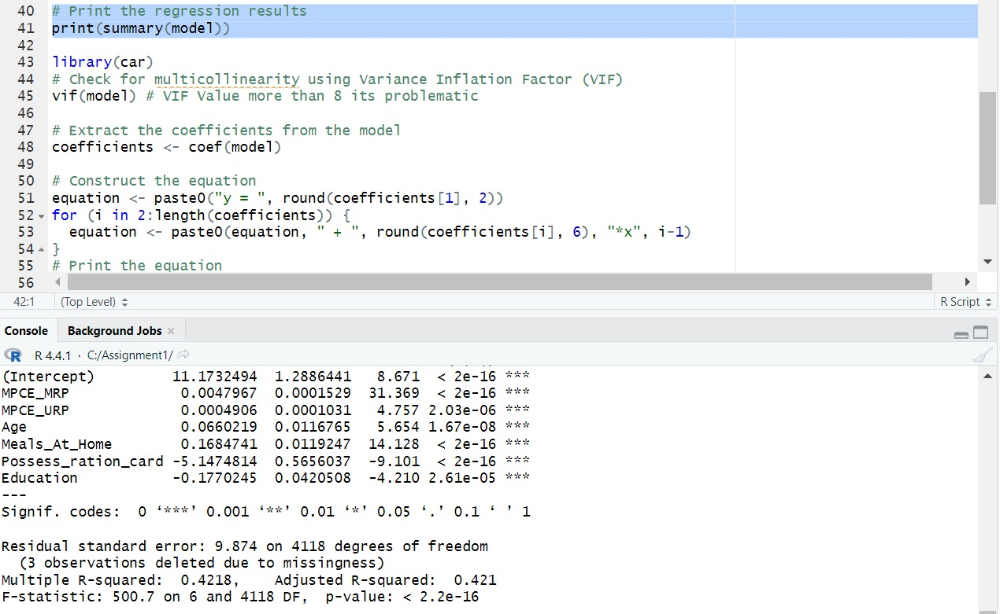 40 # Print the regression results
41 print(summary(model))
42
43 library(car)
44 # Check for multicollinearity using Variance Inflation Factor (VIF)
45 vif(model) # VIF Value more than 8 its problematic
46
47 # Extract the coefficients from the model
48 coefficients <- coef(model)
49
50 # Construct the equation
51 equation <- paste0("y = ", round(coefficients[1], 2))
52 for (i in 2:length(coefficients)) {
53   equation <- paste0(equation, " + ", round(coefficients[i], 6), "*x", i-1)
54 }
55 # Print the equation
56
42:1 (Top Level) R Script
Console Background Jobs
R R 4.4.1 · C:/Assignment1/
(Intercept) 11.1732494 1.2886441 8.671 < 2e-16 ***
MPCE_MRP 0.0047967 0.0001529 31.369 < 2e-16 ***
MPCE_URP 0.0004906 0.0001031 4.757 2.03e-06 ***
Age 0.0660219 0.0116765 5.654 1.67e-08 ***
Meals_At_Home 0.1684741 0.0119247 14.128 < 2e-16 ***
Possess_ration_card -5.1474814 0.5656037 -9.101 < 2e-16 ***
Education -0.1770245 0.0420508 -4.210 2.61e-05 ***
---
Signif. codes: 0 ‘***’ 0.001 ‘**’ 0.01 ‘*’ 0.05 ‘.’ 0.1 ‘ ’ 1
Residual standard error: 9.874 on 4118 degrees of freedom
(3 observations deleted due to missingness)
Multiple R-squared: 0.4218, Adjusted R-squared: 0.421
F-statistic: 500.7 on 6 and 4118 DF, p-value: < 2.2e-16